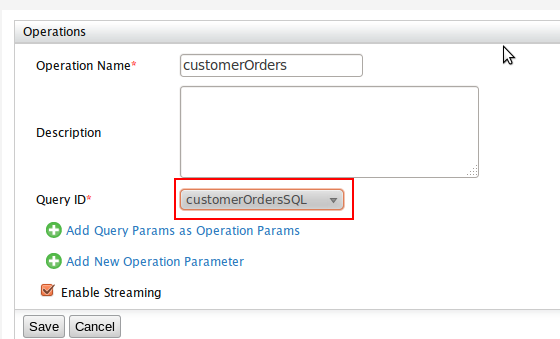 Operations
Operation Name* customerOrders
Description
Query ID* customerOrdersSQL
Add Query Params as Operation Params
Add New Operation Parameter
Enable Streaming
Save Cancel